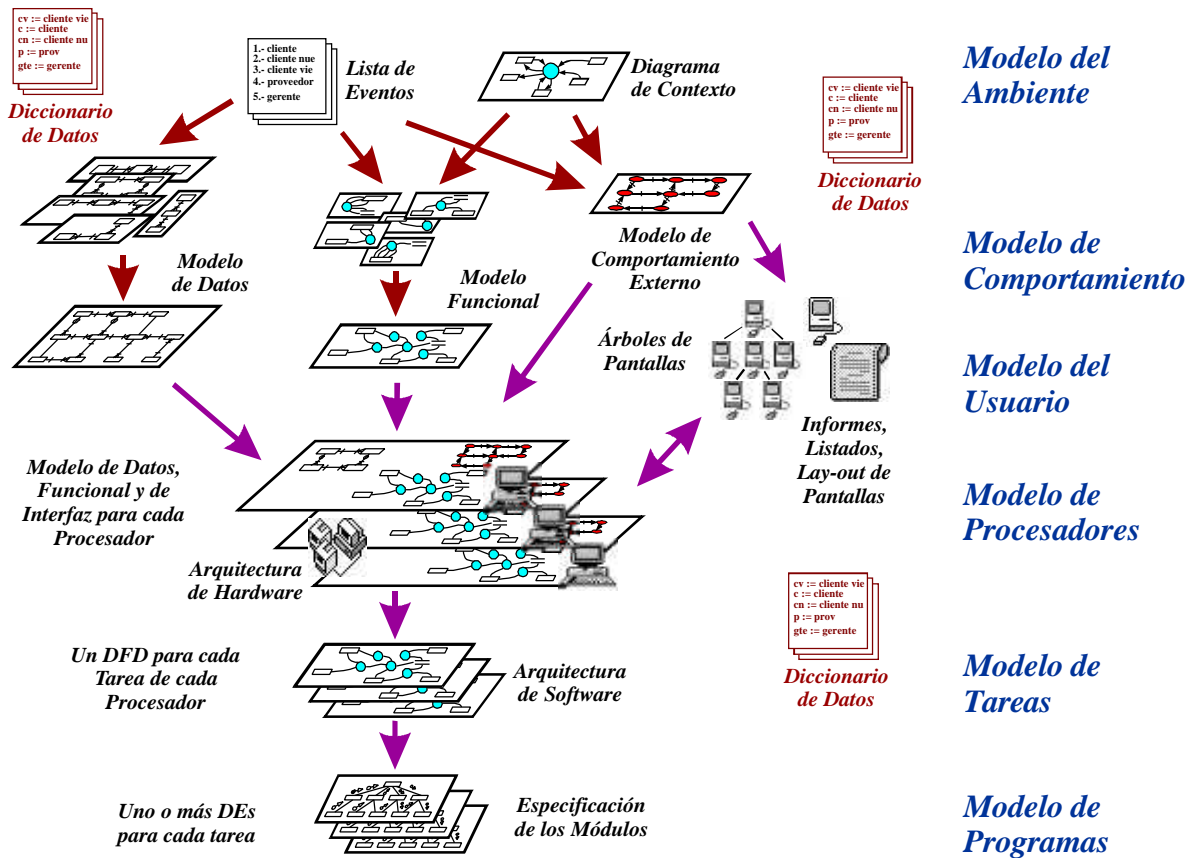 cv := cliente vie
c := cliente
cn := cliente nu
p := prov
gte := gerente
Diccionario
de Datos
1.- cliente
2.- cliente nue
3.- cliente vie
4.- proveedor
5.- gerente
Lista de
Eventos
Diagrama
de Contexto
Modelo del
Ambiente
cv := cliente vie
c := cliente
cn := cliente nu
p := prov
gte := gerente
Diccionario
de Datos
Modelo
de Datos
Modelo
Funcional
Modelo de
Comportamiento
Externo
Modelo de
Comportamiento
Árboles de
Pantallas
Modelo del
Usuario
Informes,
Listados,
Lay-out de
Pantallas
Modelo de Datos,
Funcional y de
Interfaz para cada
Procesador
Modelo de
Procesadores
Arquitectura
de Hardware
cv := cliente vie
c := cliente
cn := cliente nu
p := prov
gte := gerente
Diccionario
de Datos
Un DFD para cada
Tarea de cada
Procesador
Arquitectura
de Software
Modelo de
Tareas
Uno o más DEs
para cada tarea
Especificación
de los Módulos
Modelo de
Programas